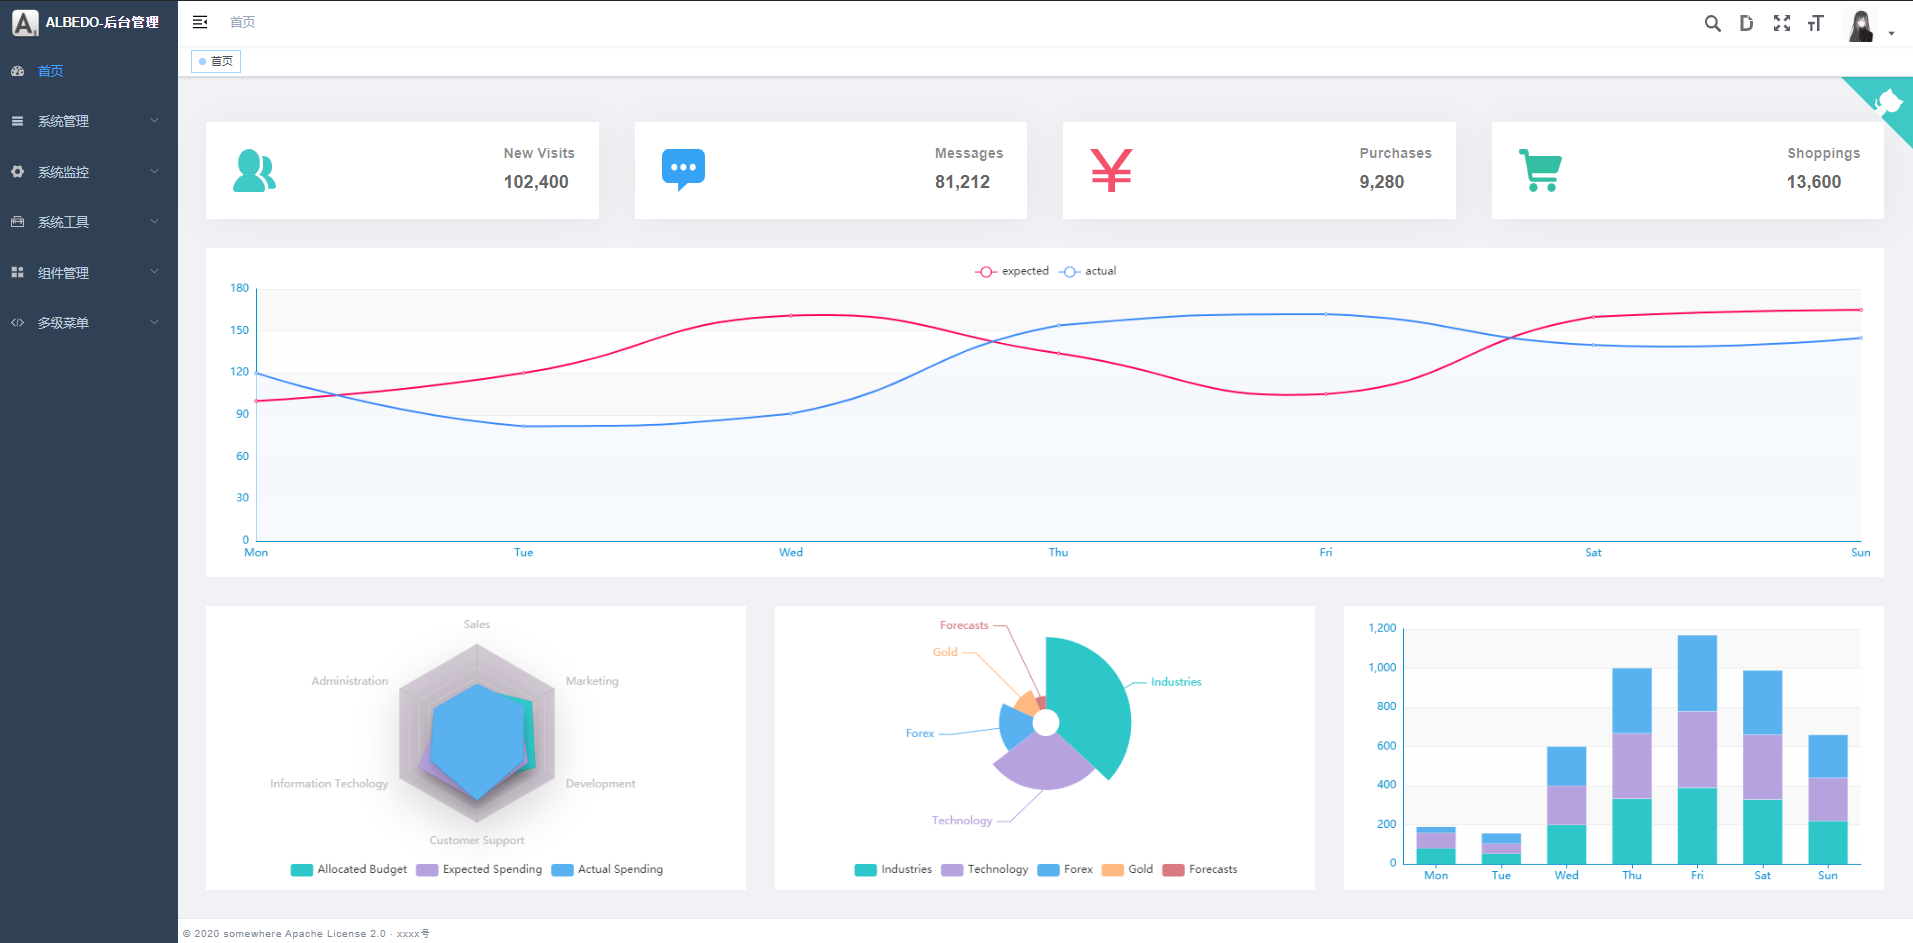 ALBEDO-后台管理
首页
系统管理
系统监控
系统工具
组件管理
多级菜单
首页
首页
New Visits
102,400
Messages
81,212
Purchases
9,280
Shoppings
13,600
expected actual
180
150
120
90
60
30
0
Mon Tue Wed Thu Fri Sat Sun
Sales
Administration Marketing
Information Techology Development
Customer Support
Allocated Budget Expected Spending Actual Spending
Forecasts
Gold
Industries
Forex
Technology
Industries Technology Forex Gold Forecasts
1,200
1,000
800
600
400
200
0
Mon Tue Wed Thu Fri Sat Sun
© 2020 somewhere Apache License 2.0 · xxxx号